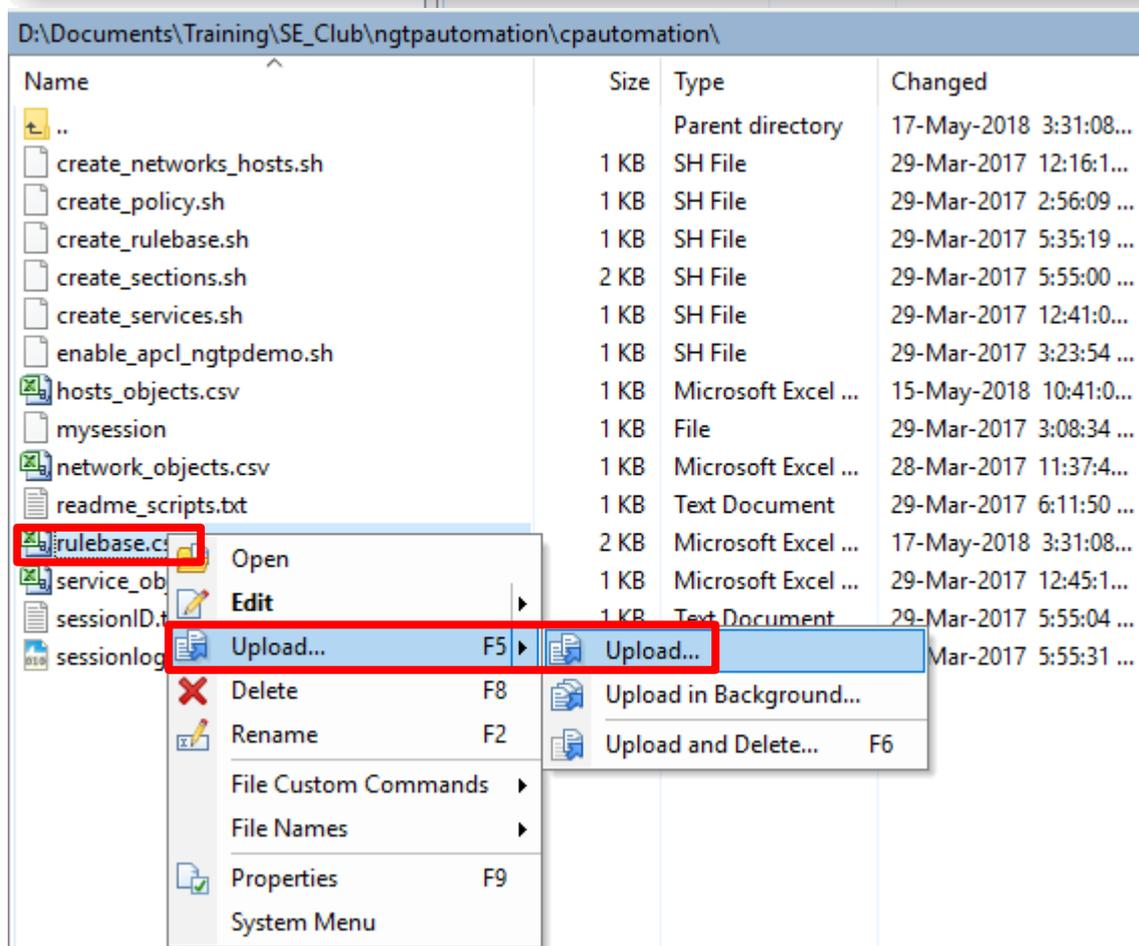 D:\Documents\Training\SE_Club\ngtpautomation\cpautomation\
Name Size Type Changed
.. Parent directory 17-May-2018 3:31:08...
create_networks_hosts.sh 1 KB SH File 29-Mar-2017 12:16:1...
create_policy.sh 1 KB SH File 29-Mar-2017 2:56:09 ...
create_rulebase.sh 1 KB SH File 29-Mar-2017 5:35:19 ...
create_sections.sh 2 KB SH File 29-Mar-2017 5:55:00 ...
create_services.sh 1 KB SH File 29-Mar-2017 12:41:0...
enable_apcl_ngtpdemo.sh 1 KB SH File 29-Mar-2017 3:23:54 ...
hosts_objects.csv 1 KB Microsoft Excel ... 15-May-2018 10:41:0...
mysession 1 KB File 29-Mar-2017 3:08:34 ...
network_objects.csv 1 KB Microsoft Excel ... 28-Mar-2017 11:37:4...
readme_scripts.txt 1 KB Text Document 29-Mar-2017 6:11:50 ...
rulebase.cs 2 KB Microsoft Excel ... 17-May-2018 3:31:08...
service_ob 1 KB Microsoft Excel ... 29-Mar-2017 12:45:1...
sessionID.t 1 KB Text Document 29-Mar-2017 5:55:04 ...
sessionlog Mar-2017 5:55:31 ...
Open
Edit
Upload... F5
Delete F8
Rename F2
File Custom Commands
File Names
Properties F9
System Menu
Upload...
Upload in Background...
Upload and Delete... F6